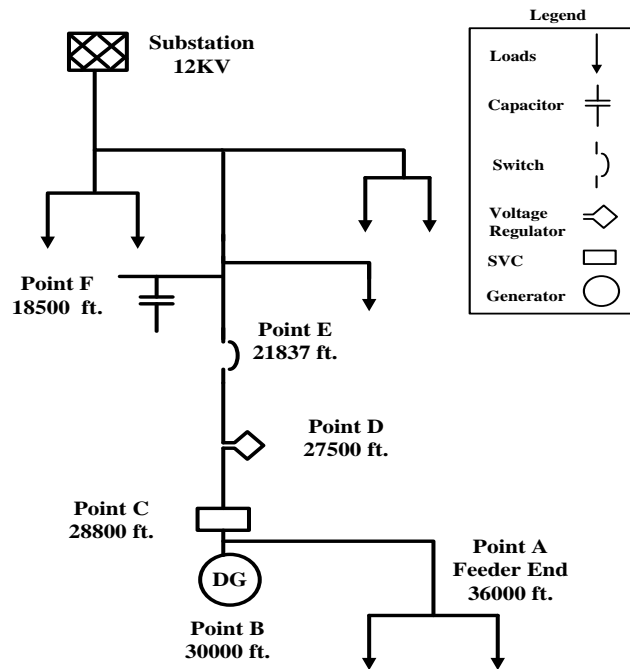 Substation
12KV
Legend
Loads
Capacitor
Switch
Voltage
Regulator
SVC
Generator
Point F
18500 ft.
Point E
21837 ft.
Point D
27500 ft.
Point C
28800 ft.
DG
Point B
30000 ft.
Point A
Feeder End
36000 ft.